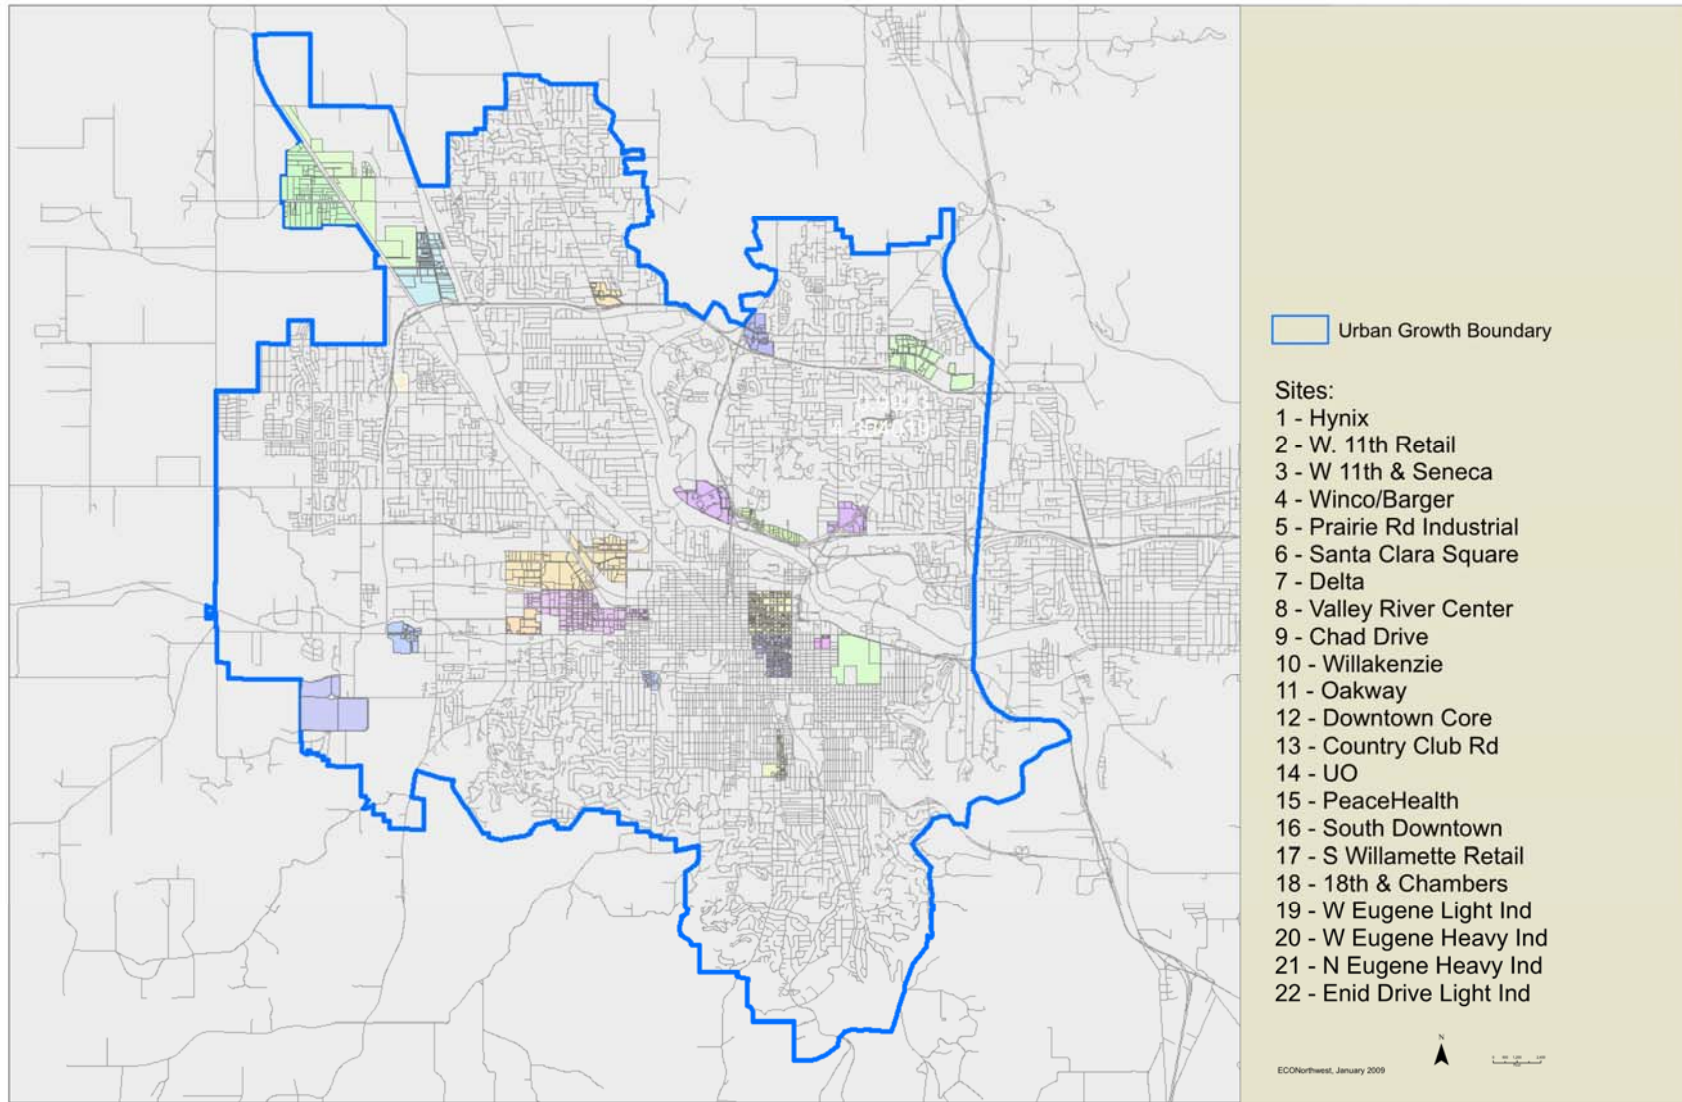 Urban Growth Boundary
Sites:
1 - Hynix
2 - W. 11th Retail
3 - W 11th & Seneca
4 - Winco/Barger
5 - Prairie Rd Industrial
6 - Santa Clara Square
7 - Delta
8 - Valley River Center
9 - Chad Drive
10 - Willakenzie
11 - Oakway
12 - Downtown Core
13 - Country Club Rd
14 - UO
15 - PeaceHealth
16 - South Downtown
17 - S Willamette Retail
18 - 18th & Chambers
19 - W Eugene Light Ind
20 - W Eugene Heavy Ind
21 - N Eugene Heavy Ind
22 - Enid Drive Light Ind
N
ECONorthwest, January 2009